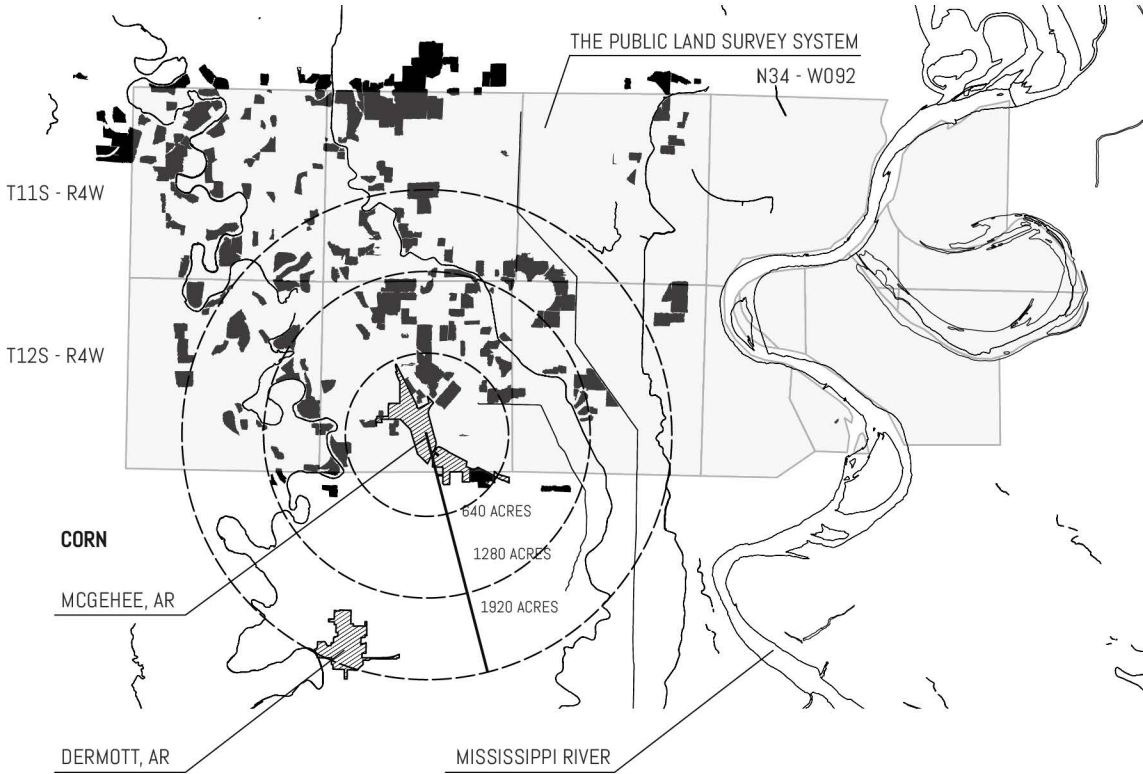 THE PUBLIC LAND SURVEY SYSTEM
N34 - W092
T11S - R4W
T12S - R4W
640 ACRES
CORN
1280 ACRES
MCGEHEE, AR
1920 ACRES
DERMOTT, AR
MISSISSIPPI RIVER